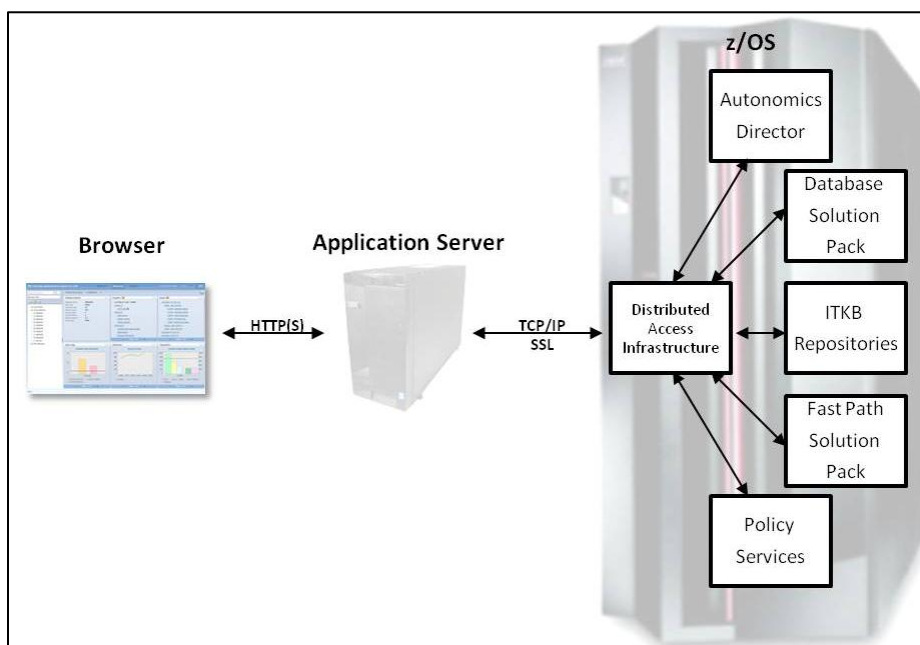 z/OS
Autonomics
Director
Database
Solution
Pack
Browser
Application Server
HTTP(S)
TCP/IP
SSL
Distributed
Access
Infrastructure
ITKB
Repositories
Fast Path
Solution
Pack
Policy
Services